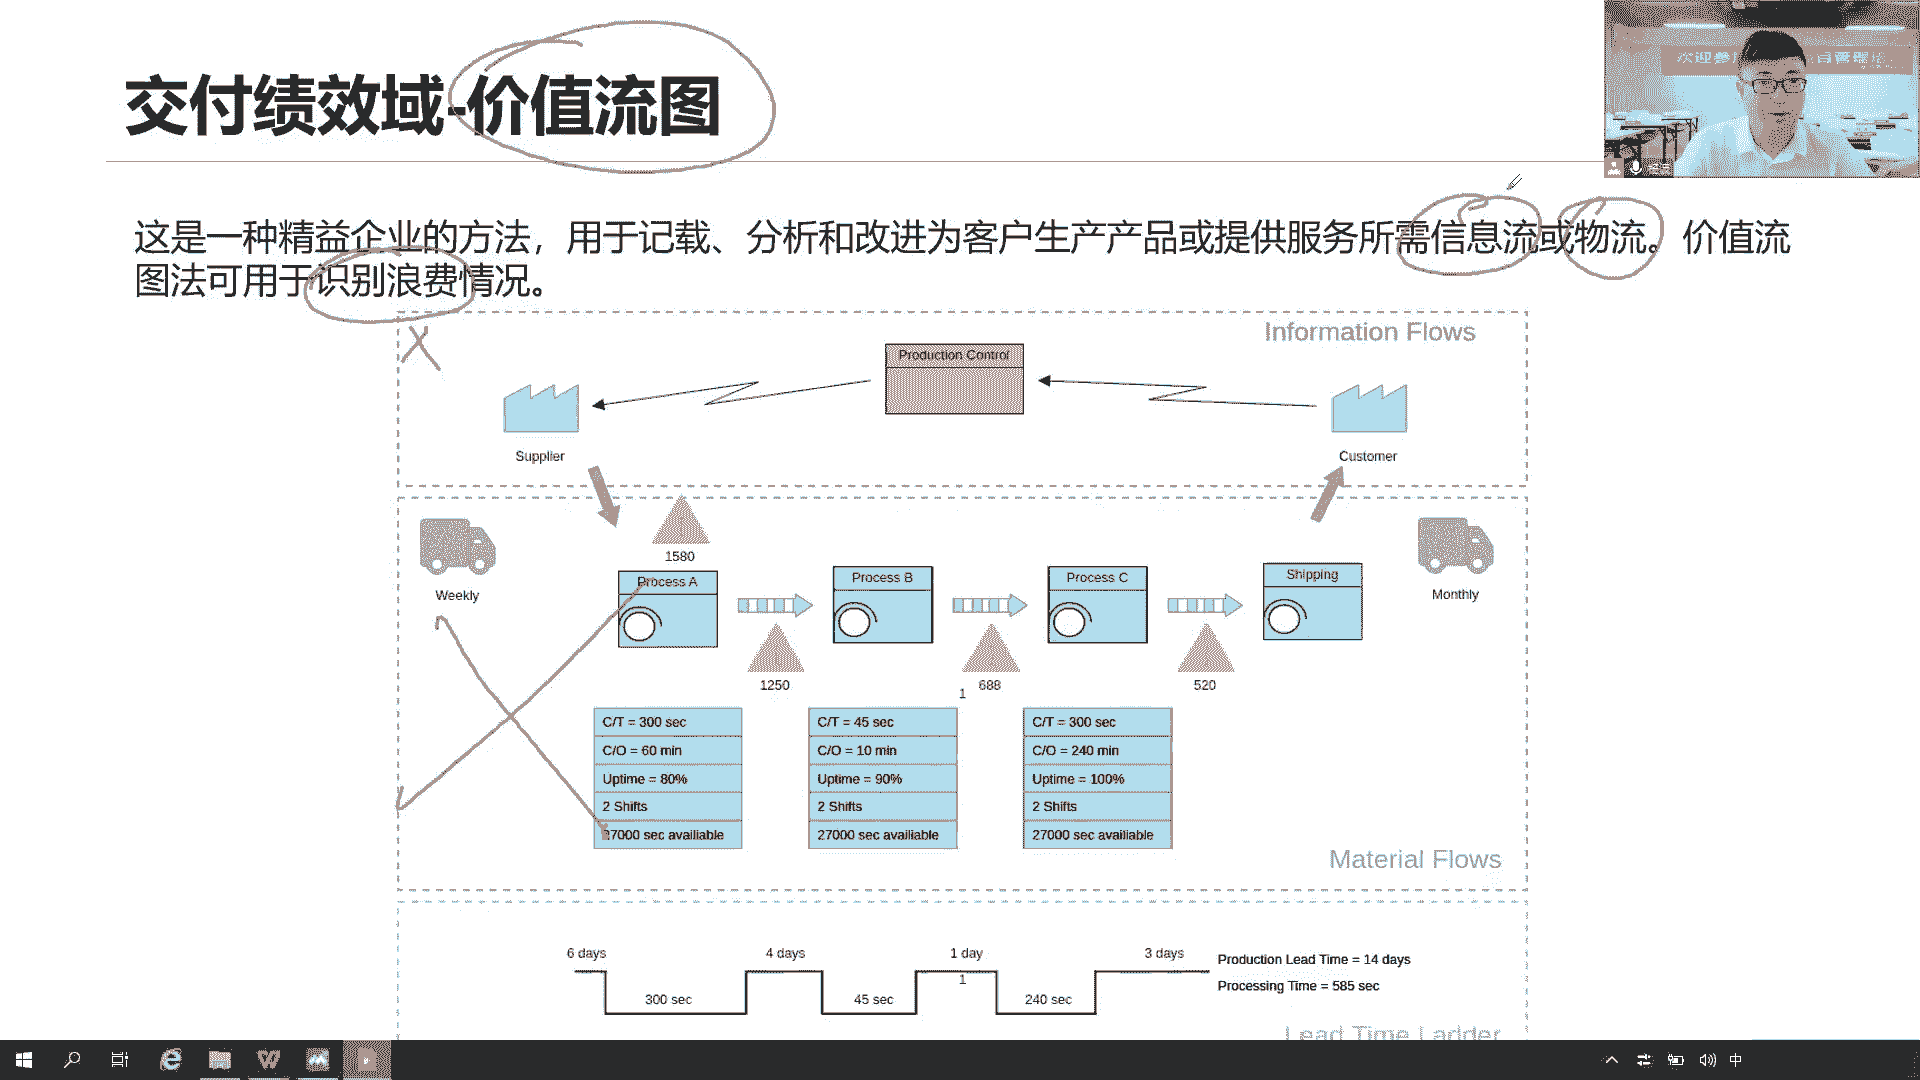 交付绩效域-价值流图
这是一种精益企业的方法，用于记载、分析和改进为客户生产产品或提供服务所需信息流或物流。价值流
图法可用于识别浪费情况。
Information Flows
Production Control
Supplier
Customer
1580
Weekly
Process A
Process B
Process C
Shipping
Monthly
1250
1
688
520
C/T = 300 sec
C/O = 60 min
Uptime = 80%
2 Shifts
27000 sec availiable
C/T = 45 sec
C/O = 10 min
Uptime = 90%
2 Shifts
27000 sec availiable
C/T = 300 sec
C/O = 240 min
Uptime = 100%
2 Shifts
27000 sec availiable
Material Flows
6 days
4 days
1 day
3 days
1
300 sec
45 sec
240 sec
Production Lead Time = 14 days
Processing Time = 585 sec
Lead Time Ladder
中